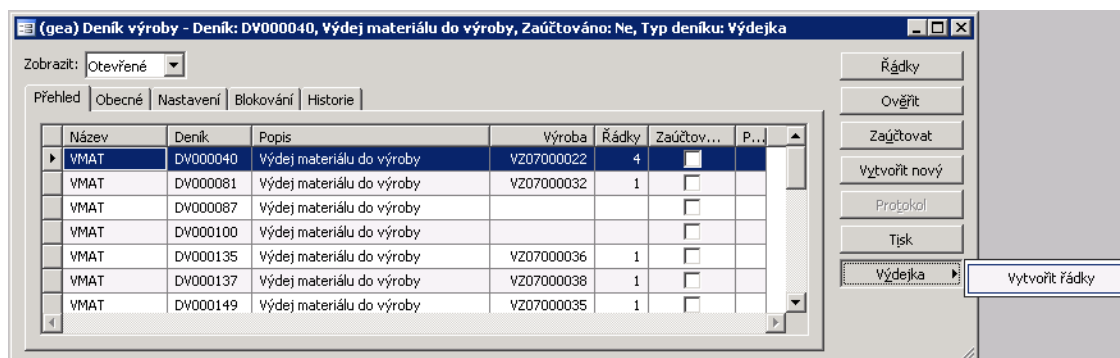 (gea) Deník výroby - Deník: DV000040, Výdej materiálu do výroby, Zaúčtováno: Ne, Typ deníku: Výdejka
Zobrazit: Otevřené
Přehled Obecné Nastavení Blokování Historie
Název Deník Popis Výroba Řádky Zaúčtov... P...
VMAT DV000040 Výdej materiálu do výroby VZ07000022 4
VMAT DV000081 Výdej materiálu do výroby VZ07000032 1
VMAT DV000087 Výdej materiálu do výroby
VMAT DV000100 Výdej materiálu do výroby
VMAT DV000135 Výdej materiálu do výroby VZ07000036 1
VMAT DV000137 Výdej materiálu do výroby VZ07000038 1
VMAT DV000149 Výdej materiálu do výroby VZ07000035 1
Řádky
Ověřit
Zaúčtovat
Vytvořit nový
Protokol
Tisk
Výdejka
Vytvořit řádky